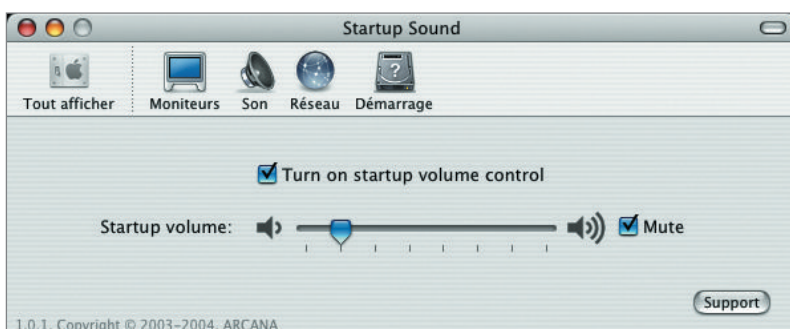 Startup Sound
Tout afficher Moniteurs Son Réseau Démarrage
Turn on startup volume control
Startup volume: Mute
Support
1.0.1, Copyright © 2003-2004, ARCANA